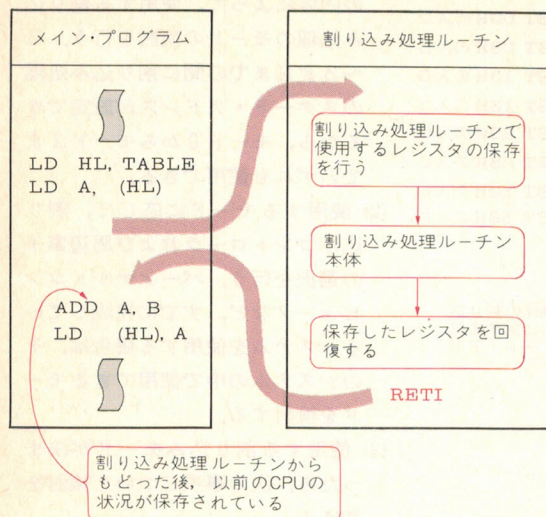 メイン・プログラム
LD HL, TABLE
LD A, (HL)
ADD A, B
LD (HL), A
割り込み処理ルーチン
割り込み処理ルーチンで
使用するレジスタの保存
を行う
割り込み処理ルーチン
本体
保存したレジスタを回
復する
RETI
割り込み処理ルーチンから
もどった後，以前のCPUの
状況が保存されている